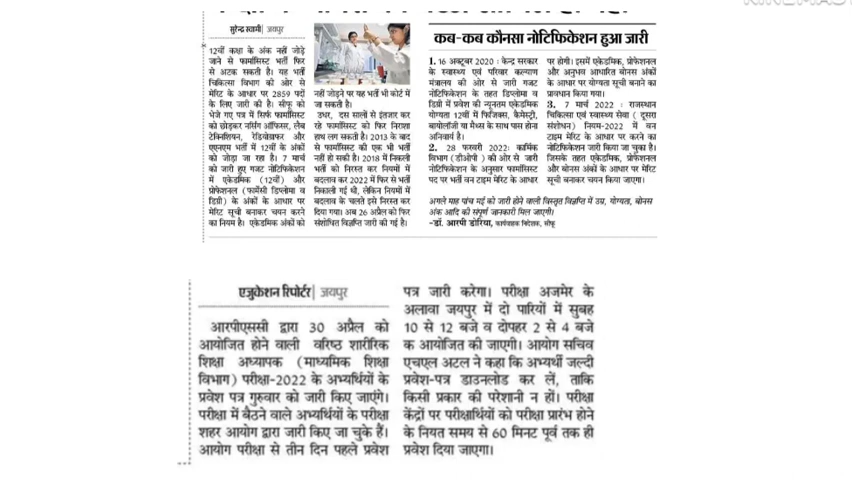 KINEMAS
सुरेन्द्र स्वामी | जयपुर
12वीं कक्षा के अंक नहीं जोड़े
जाने से फार्मासिस्ट भर्ती फिर
से अटक सकती है। यह भर्ती
चिकित्सा विभाग की ओर से
मेरिट के आधार पर 2859 पदों
के लिए जारी की है। सीफू को
भेजे गए पत्र में सिर्फ फार्मासिस्ट
को छोड़कर नर्सिंग ऑफिसर, लैब
टेक्निशियन, रेडियोग्राफर और
एएनएम भर्ती में 12वीं के अंकों
को जोड़ा जा रहा है। 7 मार्च
को जारी हुए गजट नोटिफिकेशन
में एकेडमिक (12वीं) और
प्रोफेशनल (फार्मेसी डिप्लोमा व
डिग्री) के अंकों के आधार पर
मेरिट सूची बनाकर चयन करने
का नियम है। एकेडमिक अंकों को
नहीं जोड़ने पर यह भर्ती भी कोर्ट में
जा सकती है।
उधर, दस सालों से इंतजार कर
रहे फार्मासिस्ट को फिर निराशा
हाथ लग सकती है। 2013 के बाद
से फार्मासिस्ट की एक भी भर्ती
नहीं हो सकी है। 2018 में निकली
भर्ती को निरस्त कर नियमों में
बदलाव कर 2022 में फिर से भर्ती
निकाली गई थी, लेकिन नियमों में
बदलाव के चलते इसे निरस्त कर
दिया गया। अब 26 अप्रैल को फिर
संशोधित विज्ञप्ति जारी की गई है।
कब-कब कौनसा नोटिफिकेशन हुआ जारी
1. 16 अक्टूबर 2020 : केन्द्र सरकार
के स्वास्थ्य एवं परिवार कल्याण
मंत्रालय की ओर से जारी गजट
नोटिफिकेशन के तहत डिप्लोमा व
डिग्री में प्रवेश की न्यूनतम एकेडमिक
योग्यता 12वीं में फिजिक्स, कैमेस्ट्री,
बायोलॉजी या मैथ्स के साथ पास होना
अनिवार्य है।
2. 28 फरवरी 2022: कार्मिक
विभाग (डीओपी ) की ओर से जारी
नोटिफिकेशन के अनुसार फार्मासिस्ट
पद पर भर्ती वन टाइम मेरिट के आधार
पर होगी। इसमें एकेडमिक, प्रोफेशनल
और अनुभव आधारित बोनस अंकों
के आधार पर योग्यता सूची बनाने का
प्रावधान किया गया।
3. 7 मार्च 2022 : राजस्थान
चिकित्सा एवं स्वास्थ्य सेवा ( दूसरा
संशोधन) नियम-2022 में वन
टाइम मेरिट के आधार पर करने का
नोटिफिकेशन जारी किया जा चुका है।
जिसके तहत एकेडमिक, प्रोफेशनल
और बोनस अंकों के आधार पर मेरिट
सूची बनाकर चयन किया जाएगा।
अगले माह पांच मई को जारी होने वाली विस्तृत विज्ञप्ति में उम्र, योग्यता, बोनस
अंक आदि की संपूर्ण जानकारी मिल जाएगी।
-डॉ. आरपी डोरिया, कार्यवाहक निदेशक, सीफू
एजुकेशन रिपोर्टर| जयपुर
आरपीएससी द्वारा 30 अप्रैल को
आयोजित होने वाली वरिष्ठ शारीरिक
शिक्षा अध्यापक (माध्यमिक शिक्षा
विभाग) परीक्षा-2022 के अभ्यर्थियों के
प्रवेश पत्र गुरुवार को जारी किए जाएंगे।
परीक्षा में बैठने वाले अभ्यर्थियों के परीक्षा
शहर आयोग द्वारा जारी किए जा चुके हैं।
आयोग परीक्षा से तीन दिन पहले प्रवेश
पत्र जारी करेगा। परीक्षा अजमेर के
अलावा जयपुर में दो पारियों में सुबह
10 से 12 बजे व दोपहर 2 से 4 बजे
क आयोजित की जाएगी। आयोग सचिव
एचएल अटल ने कहा कि अभ्यर्थी जल्दी
प्रवेश-पत्र डाउनलोड कर लें, ताकि
किसी प्रकार की परेशानी न हों। परीक्षा
केंद्रों पर परीक्षार्थियों को परीक्षा प्रारंभ होने
के नियत समय से 60 मिनट पूर्व तक ही
प्रवेश दिया जाएगा।